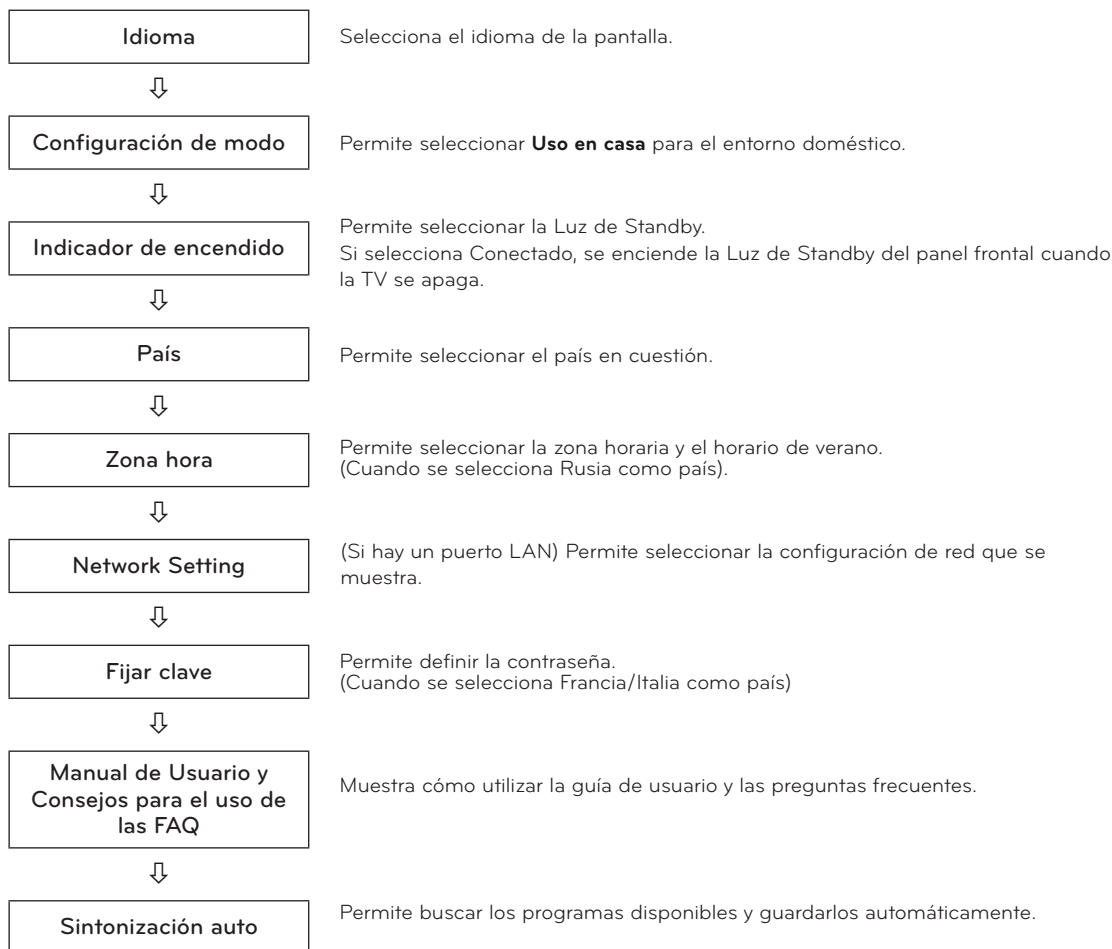 Idioma
Selecciona el idioma de la pantalla.
Configuración de modo
Permite seleccionar Uso en casa para el entorno doméstico.
Indicador de encendido
Permite seleccionar la Luz de Standby.
Si selecciona Conectado, se enciende la Luz de Standby del panel frontal cuando
la TV se apaga.
País
Permite seleccionar el país en cuestión.
Zona hora
Permite seleccionar la zona horaria y el horario de verano.
(Cuando se selecciona Rusia como país).
Network Setting
(Si hay un puerto LAN) Permite seleccionar la configuración de red que se
muestra.
Fijar clave
Permite definir la contraseña.
(Cuando se selecciona Francia/Italia como país)
Manual de Usuario y
Consejos para el uso de
las FAQ
Muestra cómo utilizar la guía de usuario y las preguntas frecuentes.
Sintonización auto
Permite buscar los programas disponibles y guardarlos automáticamente.